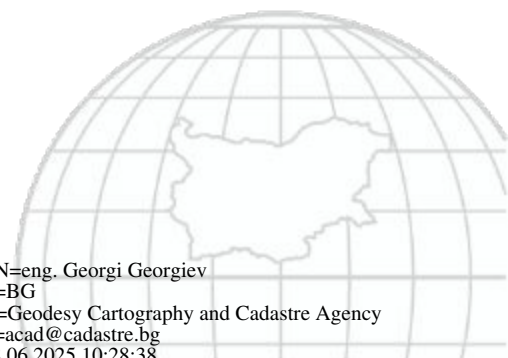 N=eng. Georgi Georgiev
=BG
=Geodesy Cartography and Cadastre Agency
=acad@cadastre.bg
.06.2025 10:28:38